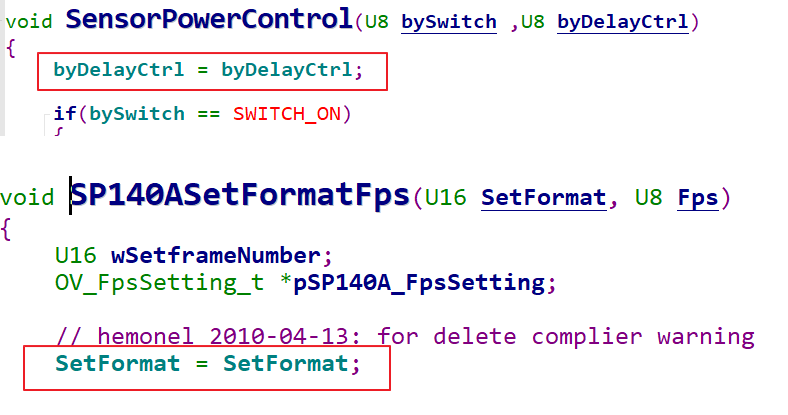 void SensorPowerControl(U8 bySwitch ,U8 byDelayCtrl)
{
byDelayCtrl = byDelayCtrl;
if(bySwitch == SWITCH_ON)
{
void SP140ASetFormatFps(U16 SetFormat, U8 Fps)
{
U16 wSetframeNumber;
OV_FpsSetting_t *pSP140A_FpsSetting;
// hemonel 2010-04-13: for delete complier warning
SetFormat = SetFormat;